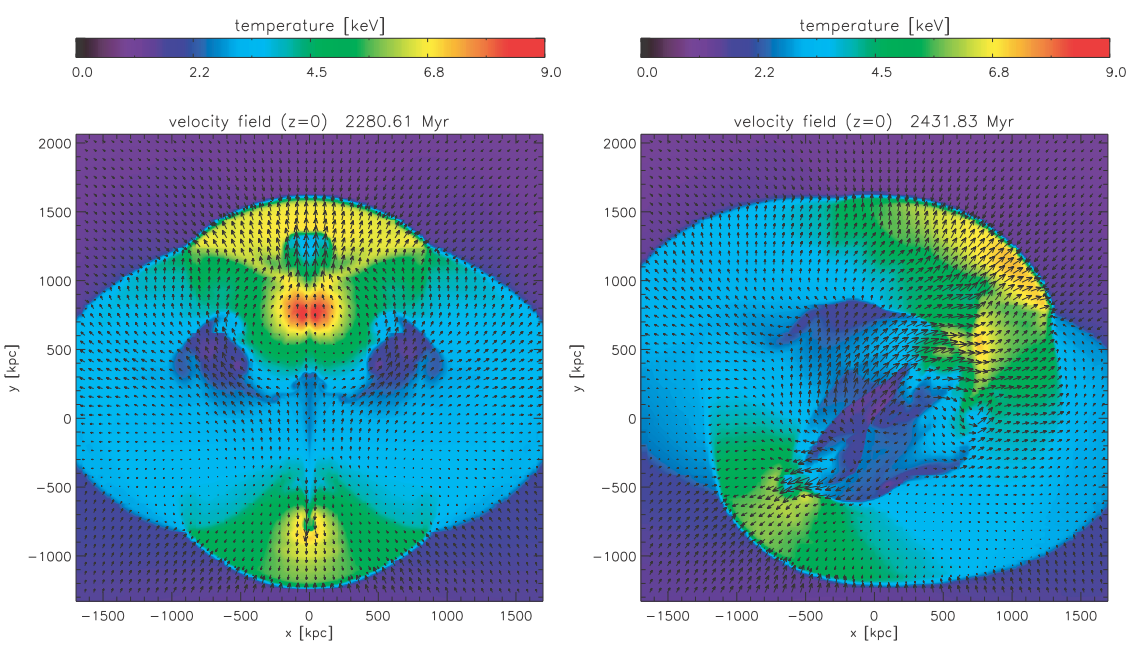 temperature [keV]
0.0 2.2 4.5 6.8 9.0
velocity field (z=0) 2280.61 Myr
2000
1500
1000
500
0
−500
−1000
y [kpc]
−1500 −1000 −500 0 500 1000 1500
x [kpc]
temperature [keV]
0.0 2.2 4.5 6.8 9.0
velocity field (z=0) 2431.83 Myr
2000
1500
1000
500
0
−500
−1000
y [kpc]
−1500 −1000 −500 0 500 1000 1500
x [kpc]